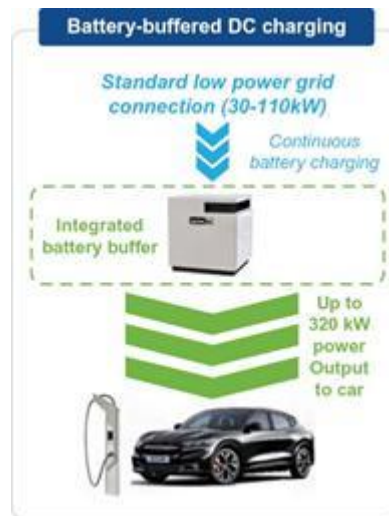 Battery-buffered DC charging
Standard low power grid
connection (30-110kW)
Continuous
battery charging
Integrated
battery buffer
Up to
320 kW
power
Output
to car